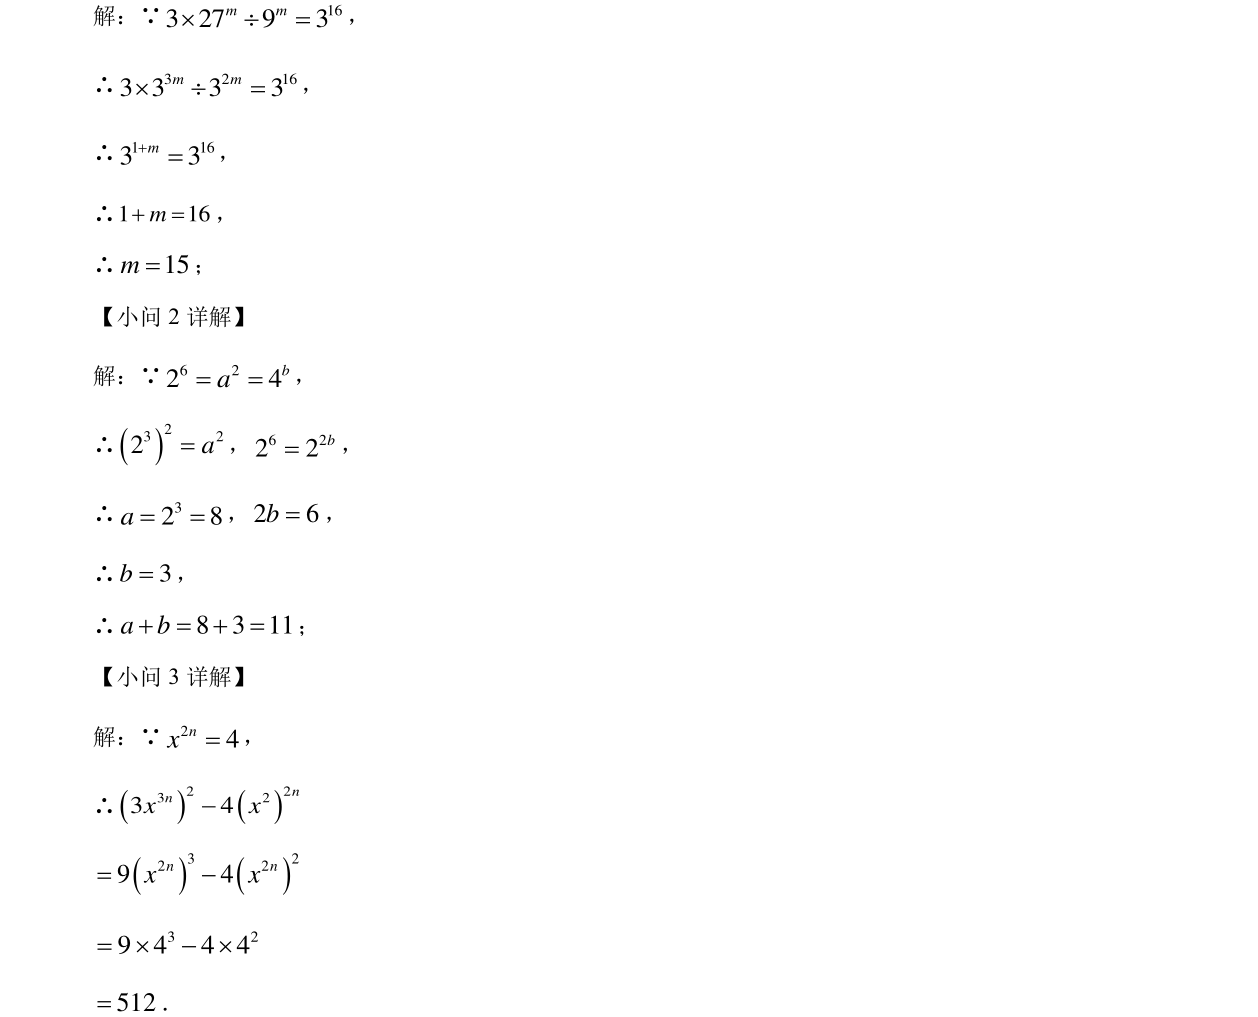 解：∵ 3×27^m÷9^m=3^16，
∴ 3×3^{3m}÷3^{2m}=3^{16}，
∴ 3^{1+m}=3^{16}，
∴ 1+m=16，
∴ m=15；
【小问 2 详解】
解：∵ 2^6=a^2=4^b，
∴ (2^3)^2=a^2，2^6=2^{2b}，
∴ a=2^3=8，2b=6，
∴ b=3，
∴ a+b=8+3=11；
【小问 3 详解】
解：∵ x^{2n}=4，
∴ (3x^{3n})^2−4(x^2)^{2n}
=9(x^{2n})^3−4(x^{2n})^2
=9×4^3−4×4^2
=512．